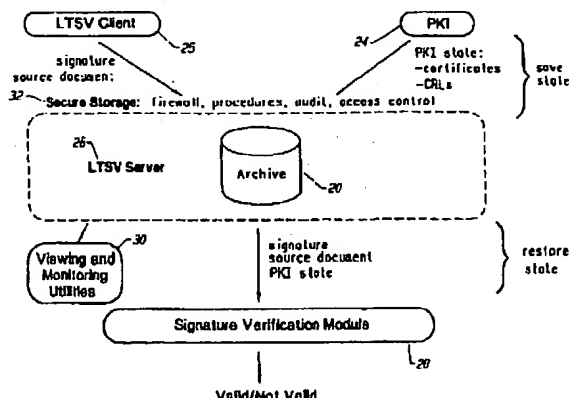 LTSV Client
25
PKI
24
signature
source document;
PKI state:
-certificates
-CRLs
save
state
32
Secure Storage: firewall, procedures, audit, access control
26
LTSV Server
Archive
20
30
Viewing and
Monitoring
Utilities
signature
source document
PKI state
restore
state
Signature Verification Module
28
Valid/Not Valid